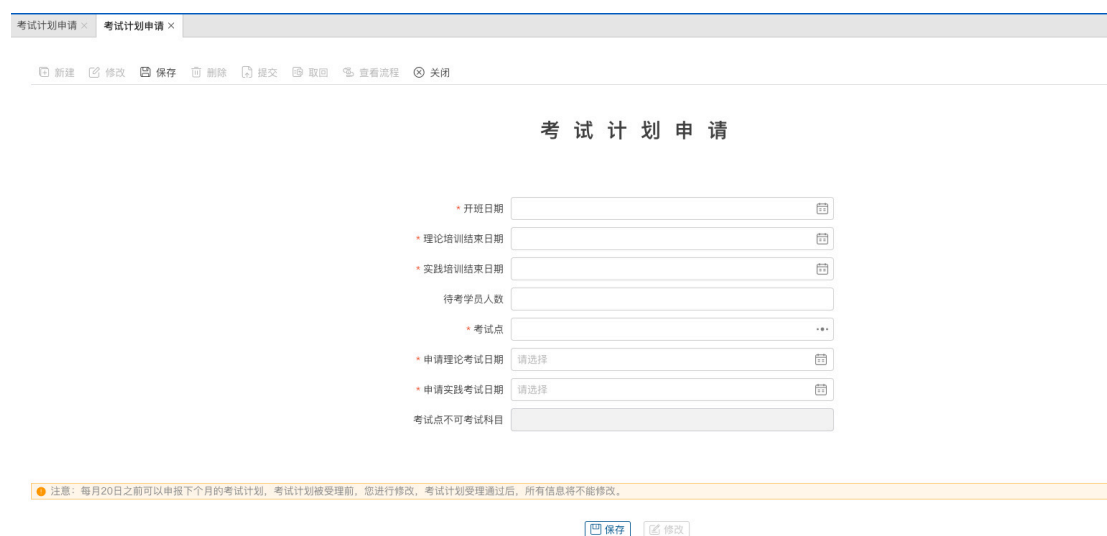 考试计划申请 × 考试计划申请 ×
新建 修改 保存 删除 提交 取回 查看流程 关闭
考试计划申请
* 开班日期
* 理论培训结束日期
* 实践培训结束日期
待考学员人数
* 考试点
* 申请理论考试日期 请选择
* 申请实践考试日期 请选择
考试点不可考试科目
注意：每月20日之前可以申报下个月的考试计划，考试计划被受理前，您进行修改，考试计划受理通过后，所有信息将不能修改。
保存 修改